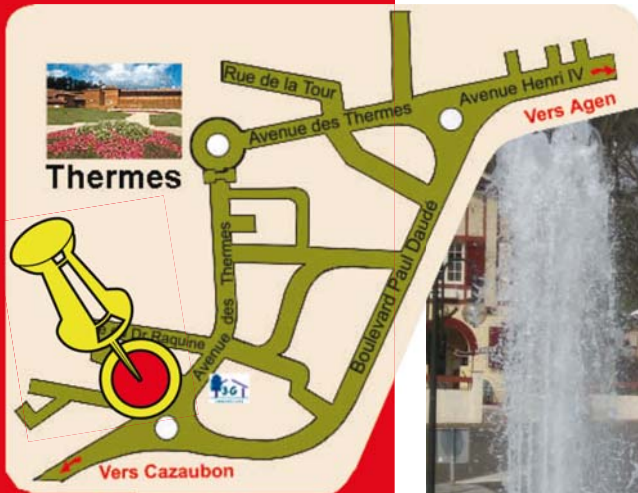 Rue de la Tour
Avenue des Thermes
Avenue Henri IV
Vers Agen
Thermes
Avenue des Thermes
Boulevard Paul Daudé
Dr Raquine
3G
Vers Cazaubon